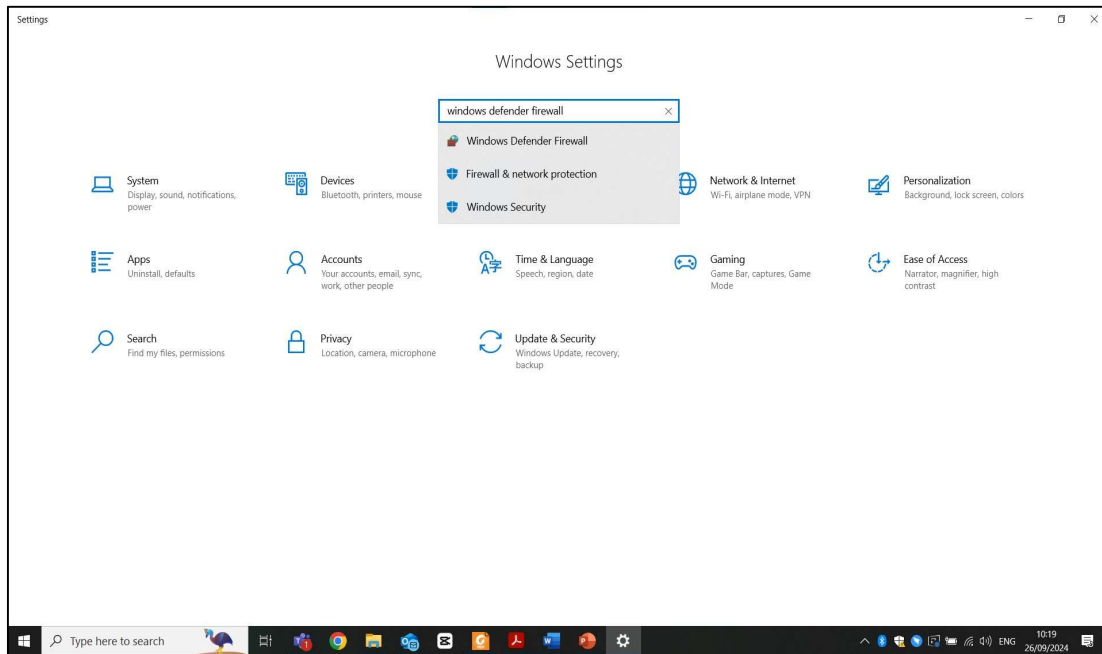 Settings
Windows Settings
windows defender firewall
Windows Defender Firewall
Firewall & network protection
Windows Security
System
Display, sound, notifications,
power
Devices
Bluetooth, printers, mouse
Network & Internet
Wi-Fi, airplane mode, VPN
Personalization
Background, lock screen, colors
Apps
Uninstall, defaults
Accounts
Your accounts, email, sync,
work, other people
Time & Language
Speech, region, date
Gaming
Game Bar, captures, Game
Mode
Ease of Access
Narrator, magnifier, high
contrast
Search
Find my files, permissions
Privacy
Location, camera, microphone
Update & Security
Windows Update, recovery,
backup
Type here to search
ENG
10:19
26/09/2024